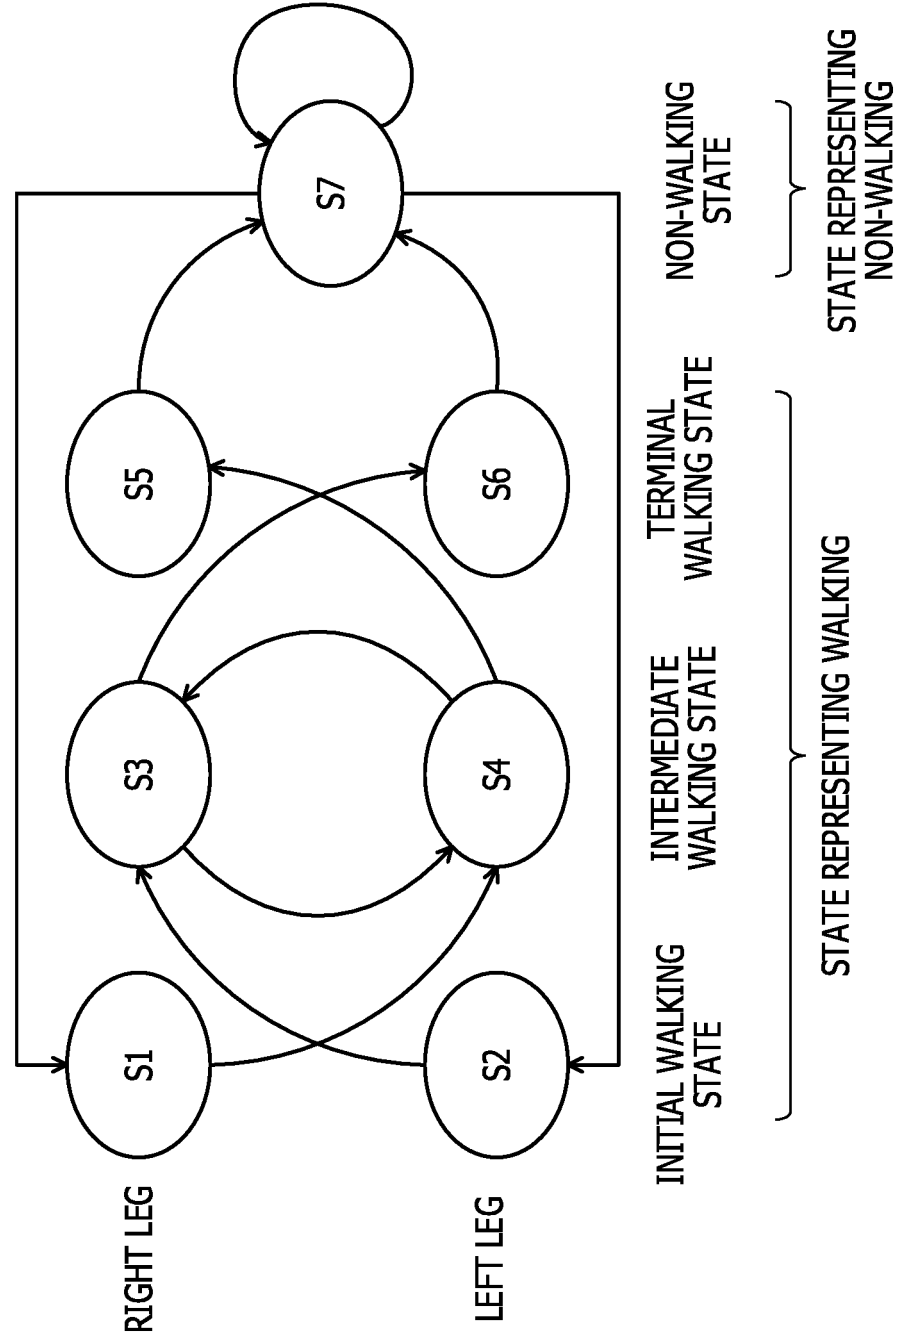 RIGHT LEG
S1
S3
S5
S7
LEFT LEG
S2
S4
S6
INITIAL WALKING
STATE
INTERMEDIATE
WALKING STATE
TERMINAL
WALKING STATE
NON-WALKING
STATE
STATE REPRESENTING WALKING
STATE REPRESENTING
NON-WALKING